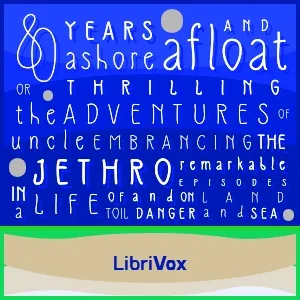 80 YEARS AND
ashore afloat
OR THRILLING
the ADVENTURES OF
uncle EMBRANCING THE
JETHRO remarkable
EPISODES
IN A LIFE OF and ON LAND
TOIL DANGER and SEA
LibriVox